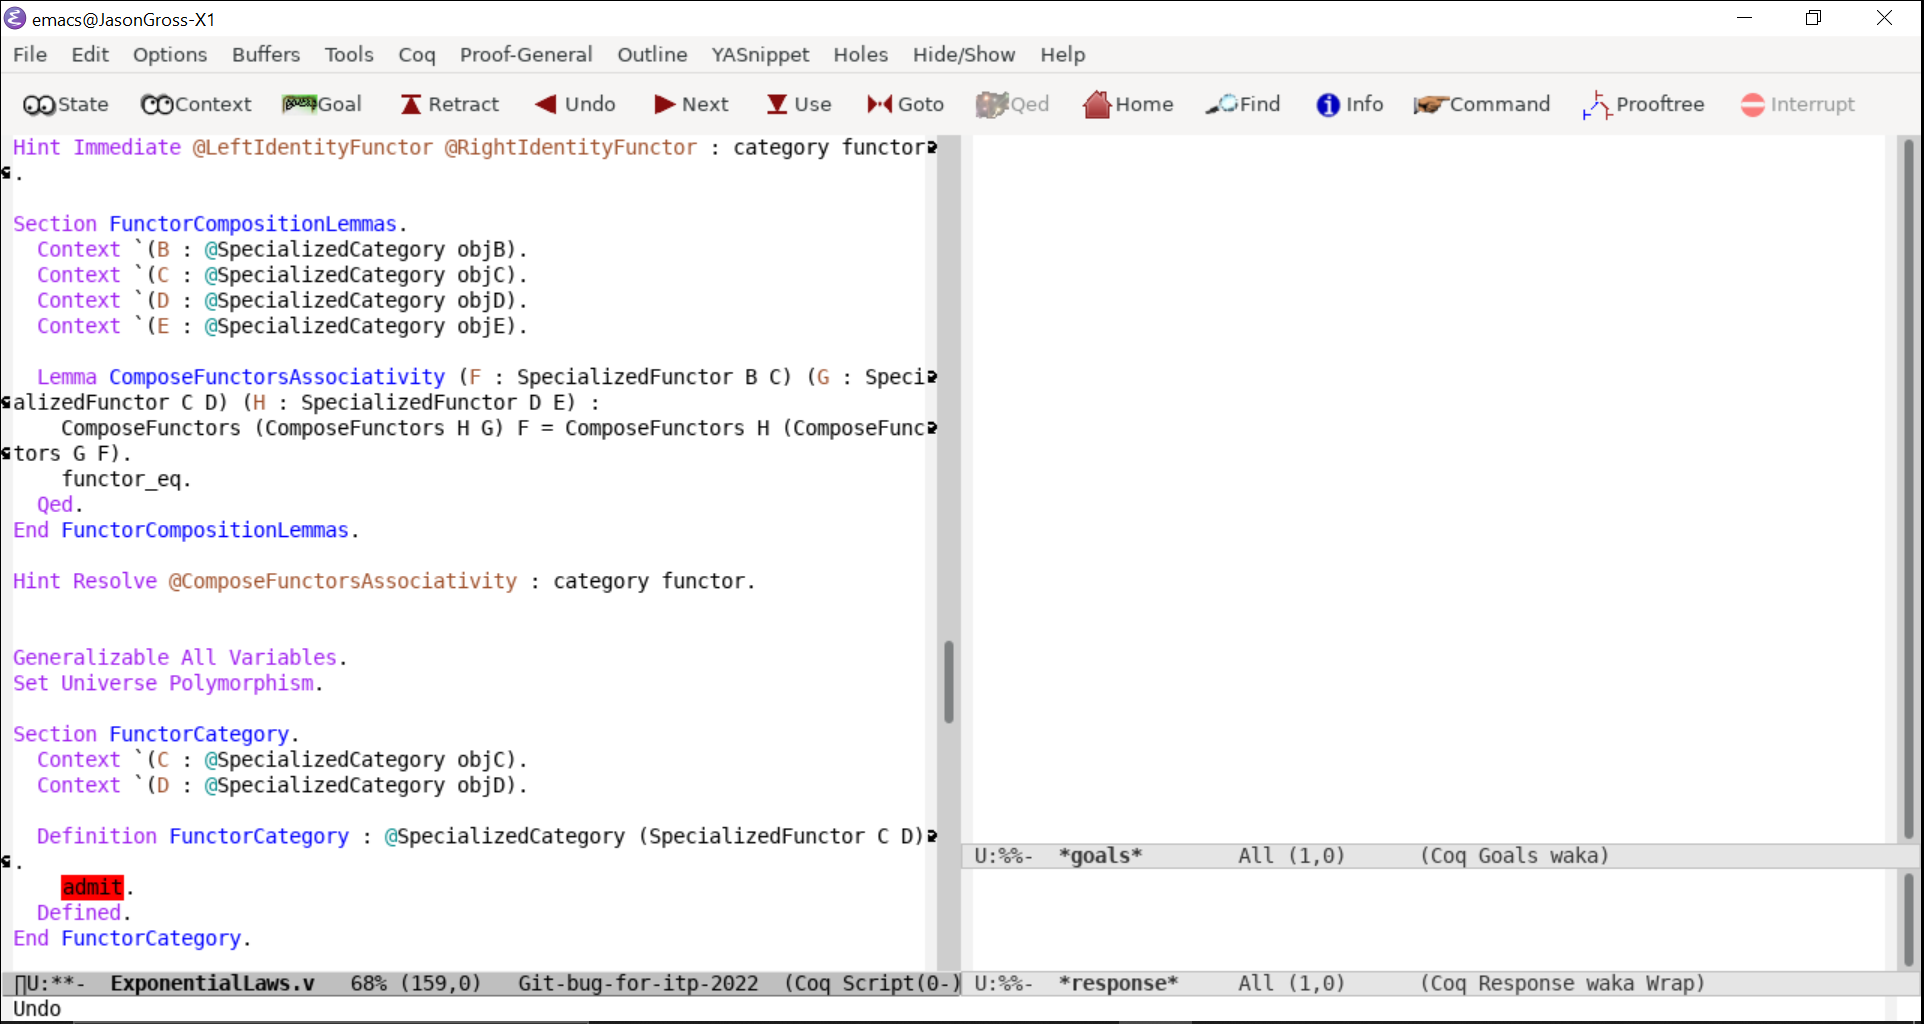 emacs@JasonGross-X1
File Edit Options Buffers Tools Coq Proof-General Outline YASnippet Holes Hide/Show Help
State Context Goal Retract Undo Next Use Goto Qed Home Find Info Command Prooftree Interrupt
Hint Immediate @LeftIdentityFunctor @RightIdentityFunctor : category functor
.
Section FunctorCompositionLemmas.
  Context `(B : @SpecializedCategory objB).
  Context `(C : @SpecializedCategory objC).
  Context `(D : @SpecializedCategory objD).
  Context `(E : @SpecializedCategory objE).
  Lemma ComposeFunctorsAssociativity (F : SpecializedFunctor B C) (G : Speci
alizedFunctor C D) (H : SpecializedFunctor D E) :
    ComposeFunctors (ComposeFunctors H G) F = ComposeFunctors H (ComposeFunc
tors G F).
    functor_eq.
  Qed.
End FunctorCompositionLemmas.
Hint Resolve @ComposeFunctorsAssociativity : category functor.
Generalizable All Variables.
Set Universe Polymorphism.
Section FunctorCategory.
  Context `(C : @SpecializedCategory objC).
  Context `(D : @SpecializedCategory objD).
  Definition FunctorCategory : @SpecializedCategory (SpecializedFunctor C D)
.
    admit.
  Defined.
End FunctorCategory.
U:**-  ExponentialLaws.v   68% (159,0)   Git-bug-for-itp-2022  (Coq Script(0-)
U:%%-  *goals*        All (1,0)      (Coq Goals waka)
U:%%-  *response*     All (1,0)      (Coq Response waka Wrap)
Undo